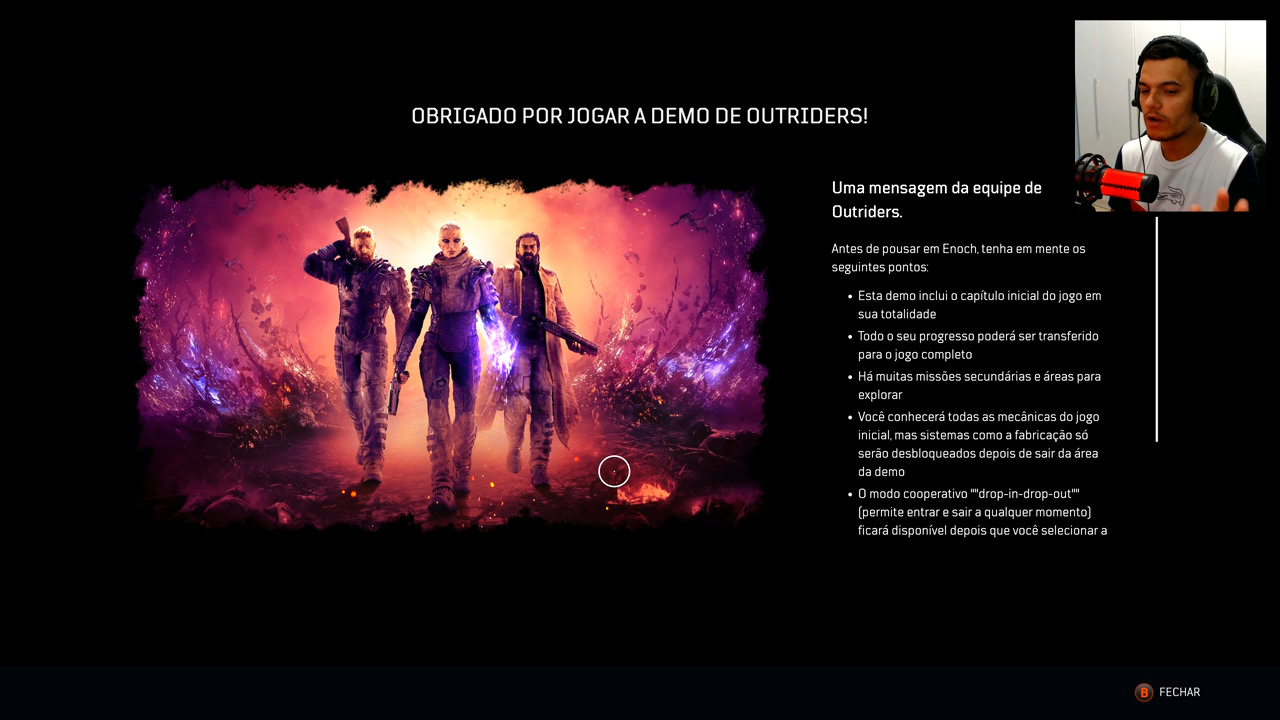 OBRIGADO POR JOGAR A DEMO DE OUTRIDERS!
Uma mensagem da equipe de
Outriders.
Antes de pousar em Enoch, tenha em mente os
seguintes pontos:
• Esta demo inclui o capítulo inicial do jogo em
sua totalidade
• Todo o seu progresso poderá ser transferido
para o jogo completo
• Há muitas missões secundárias e áreas para
explorar
• Você conhecerá todas as mecânicas do jogo
inicial, mas sistemas como a fabricação só
serão desbloqueados depois de sair da área
da demo
• O modo cooperativo ""drop-in-drop-out""
(permite entrar e sair a qualquer momento)
ficará disponível depois que você selecionar a
B FECHAR